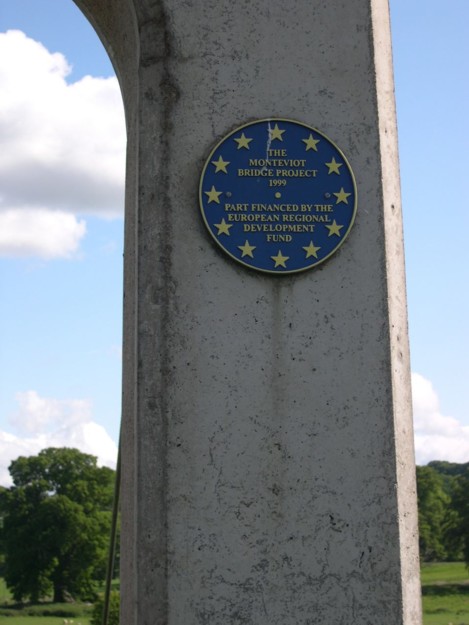 THE
MONTEVIOT
BRIDGE PROJECT
1999
PART FINANCED BY THE
EUROPEAN REGIONAL
DEVELOPMENT
FUND